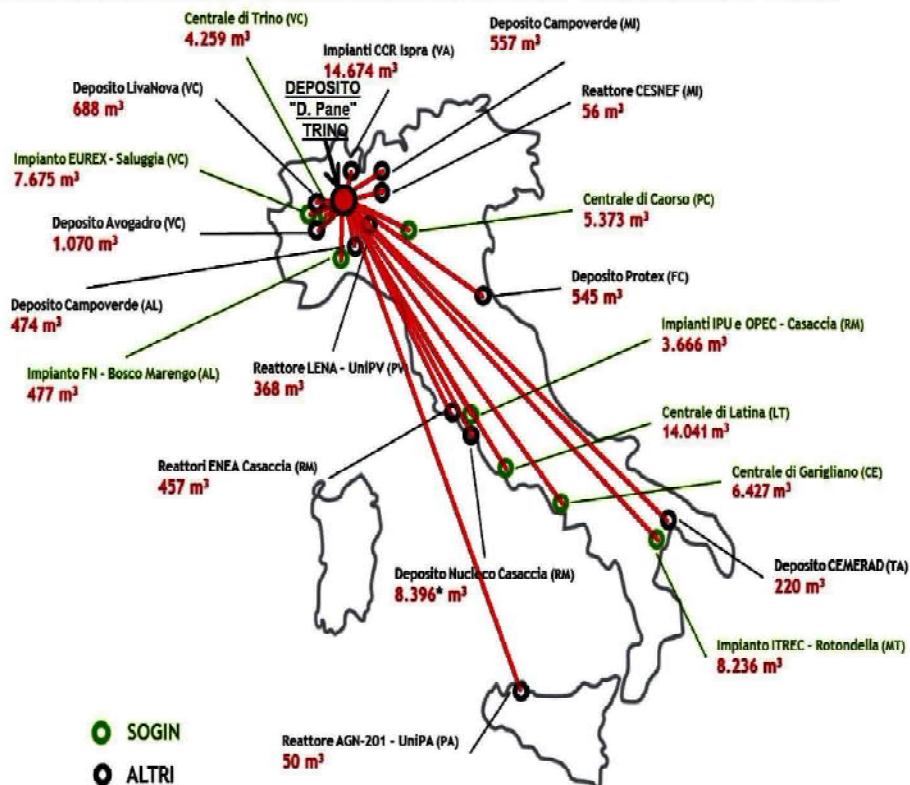 Centrale di Trino (VC)
4.259 m³
Impianti CCR Ispra (VA)
14.674 m³
Deposito Campoverde (MI)
557 m³
Deposito LivaNova (VC)
688 m³
DEPOSITO
"D. Pane"
TRINO
Reattore CESNEF (MI)
56 m³
Impianto EUREX - Saluggia (VC)
7.675 m³
Centrale di Caorso (PC)
5.373 m³
Deposito Avogadro (VC)
1.070 m³
Deposito Protex (FC)
545 m³
Deposito Campoverde (AL)
474 m³
Impianti IPU e OPEC - Casaccia (RM)
3.666 m³
Impianto FN - Bosco Marengo (AL)
477 m³
Reattore LENA - UniPV (PV
368 m³
Centrale di Latina (LT)
14.041 m³
Reattori ENEA Casaccia (RM)
457 m³
Centrale di Garigliano (CE)
6.427 m³
Deposito Nucleco Casaccia (RM)
8.396* m³
Deposito CEMERAD (TA)
220 m³
Impianto ITREC - Rotondella (MT)
8.236 m³
Reattore AGN-201 - UniPA (PA)
50 m³
SOGIN
ALTRI